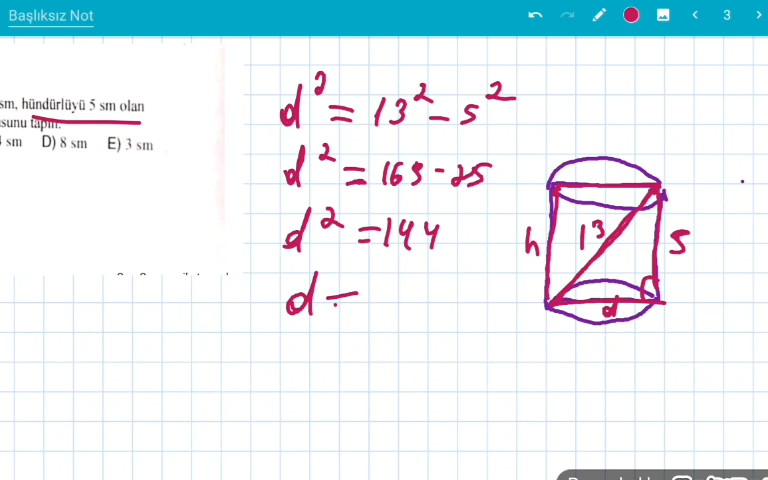 Başlıksız Not
3
sm, hündürlüyü 5 sm olan
sunu tapın.
sm D) 8 sm E) 3 sm
d² = 13² - 5²
d² = 169 - 25
d² = 144
d =
h 13 5
d